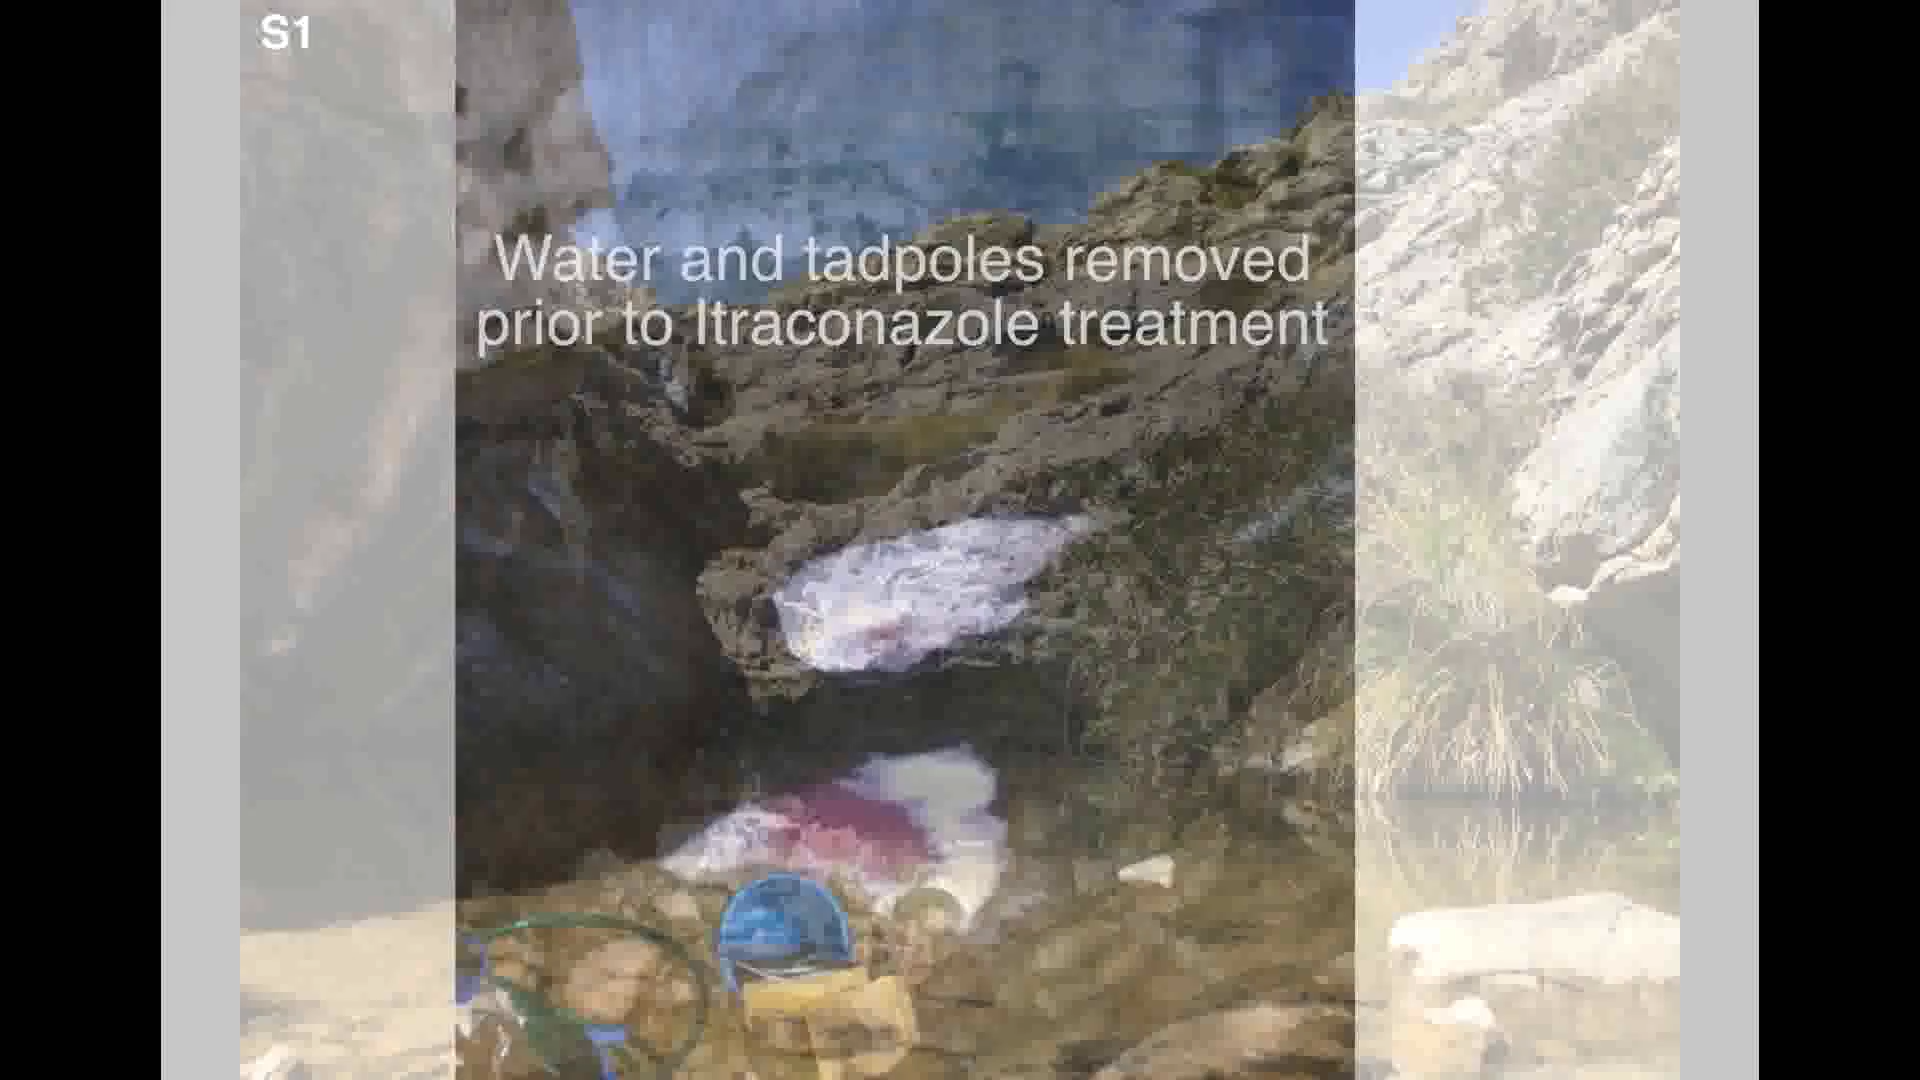 S1
Water and tadpoles removed
prior to Itraconazole treatment